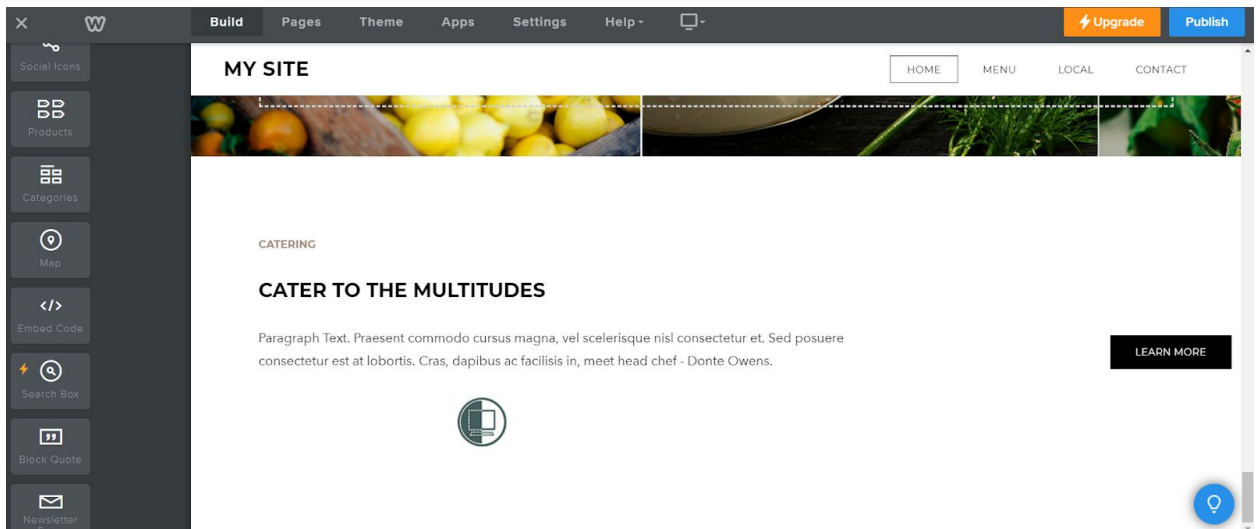 Build Pages Theme Apps Settings Help Upgrade Publish
Social Icons
Products
Categories
Map
Embed Code
Search Box
Block Quote
Newsletter
MY SITE
HOME MENU LOCAL CONTACT
CATERING
CATER TO THE MULTITUDES
Paragraph Text. Praesent commodo cursus magna, vel scelerisque nisl consectetur et. Sed posuere
consectetur est at lobortis. Cras, dapibus ac facilisis in, meet head chef - Donte Owens.
LEARN MORE